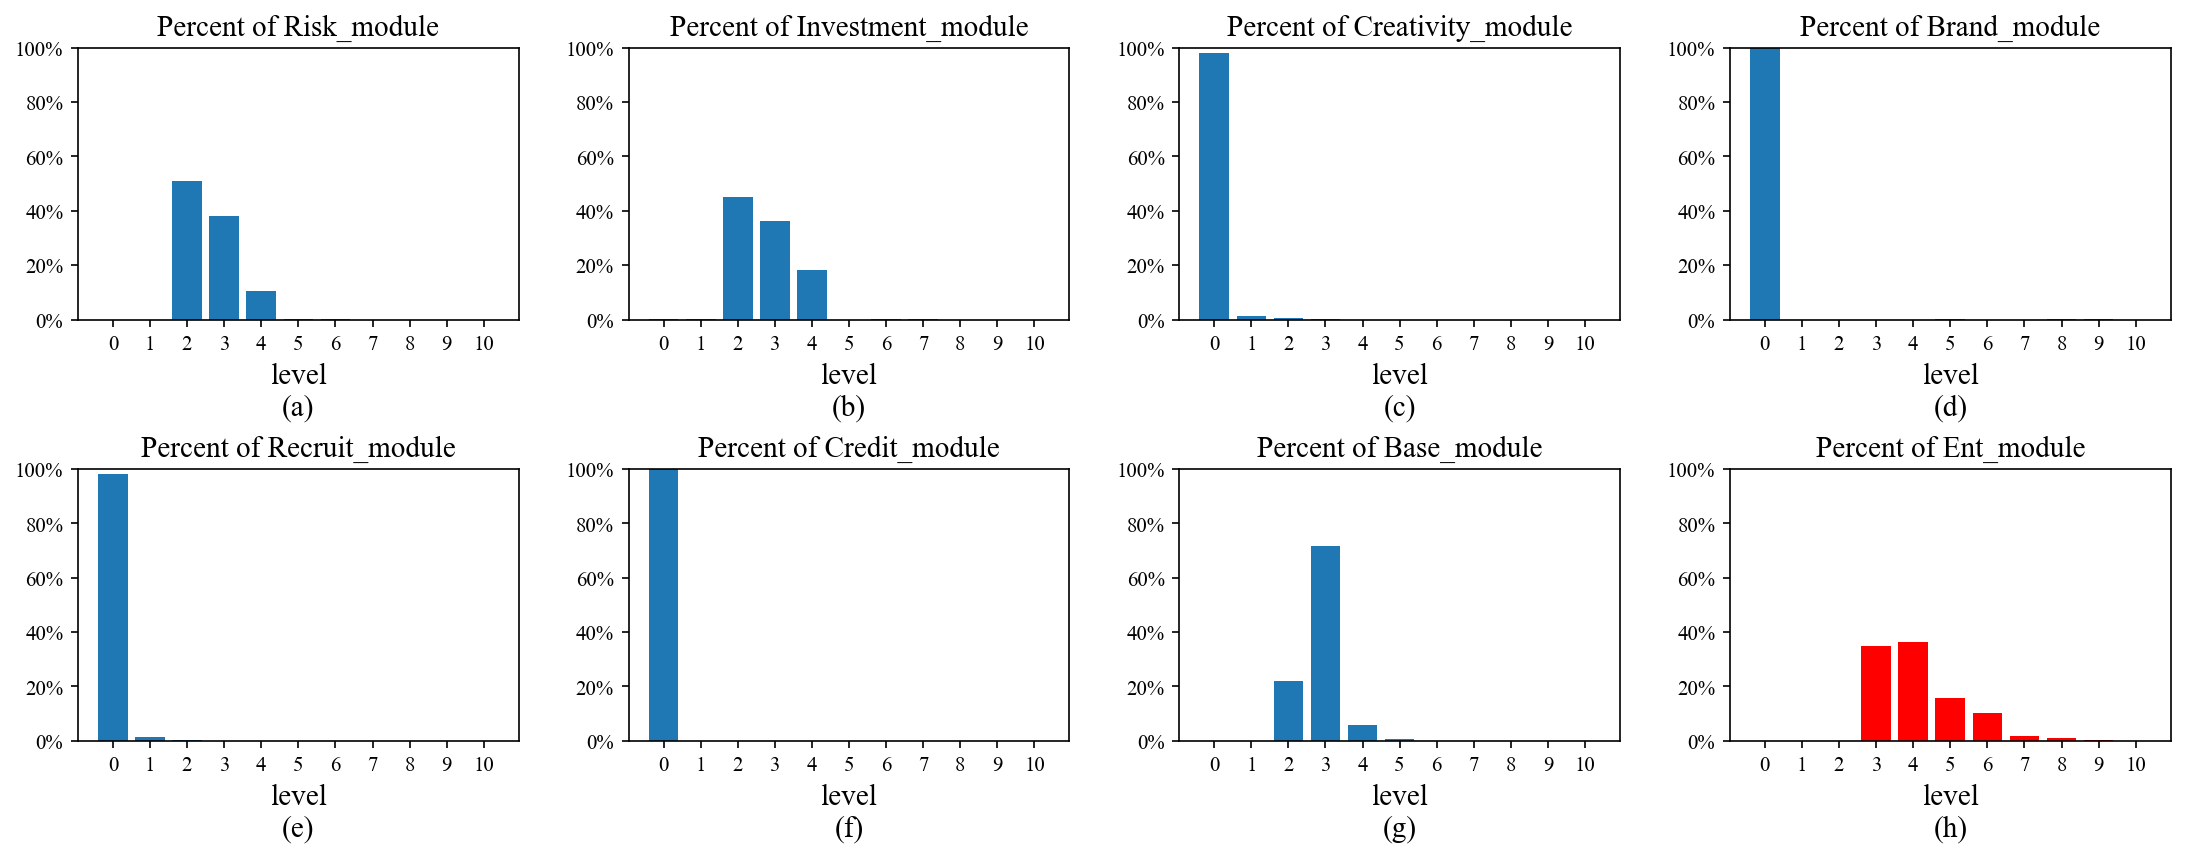 Percent of Risk_module
100%
80%
60%
40%
20%
0%
0 1 2 3 4 5 6 7 8 9 10
level
(a)
Percent of Investment_module
100%
80%
60%
40%
20%
0%
0 1 2 3 4 5 6 7 8 9 10
level
(b)
Percent of Creativity_module
100%
80%
60%
40%
20%
0%
0 1 2 3 4 5 6 7 8 9 10
level
(c)
Percent of Brand_module
100%
80%
60%
40%
20%
0%
0 1 2 3 4 5 6 7 8 9 10
level
(d)
Percent of Recruit_module
100%
80%
60%
40%
20%
0%
0 1 2 3 4 5 6 7 8 9 10
level
(e)
Percent of Credit_module
100%
80%
60%
40%
20%
0%
0 1 2 3 4 5 6 7 8 9 10
level
(f)
Percent of Base_module
100%
80%
60%
40%
20%
0%
0 1 2 3 4 5 6 7 8 9 10
level
(g)
Percent of Ent_module
100%
80%
60%
40%
20%
0%
0 1 2 3 4 5 6 7 8 9 10
level
(h)